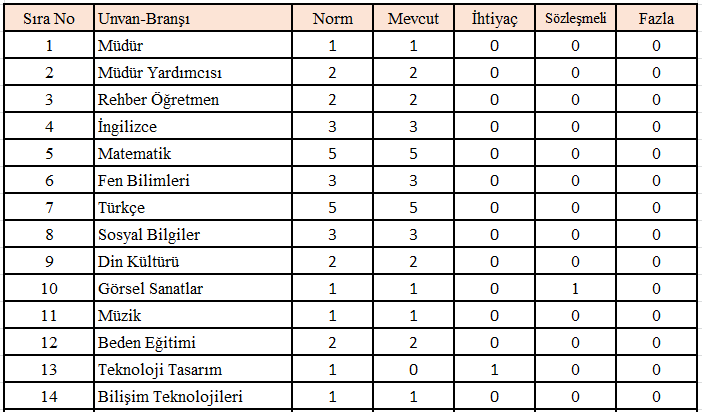 Sıra No Unvan-Branşı Norm Mevcut İhtiyaç Sözleşmeli Fazla
1 Müdür 1 1 0 0 0
2 Müdür Yardımcısı 2 2 0 0 0
3 Rehber Öğretmen 2 2 0 0 0
4 İngilizce 3 3 0 0 0
5 Matematik 5 5 0 0 0
6 Fen Bilimleri 3 3 0 0 0
7 Türkçe 5 5 0 0 0
8 Sosyal Bilgiler 3 3 0 0 0
9 Din Kültürü 2 2 0 0 0
10 Görsel Sanatlar 1 1 0 1 0
11 Müzik 1 1 0 0 0
12 Beden Eğitimi 2 2 0 0 0
13 Teknoloji Tasarım 1 0 1 0 0
14 Bilişim Teknolojileri 1 1 0 0 0